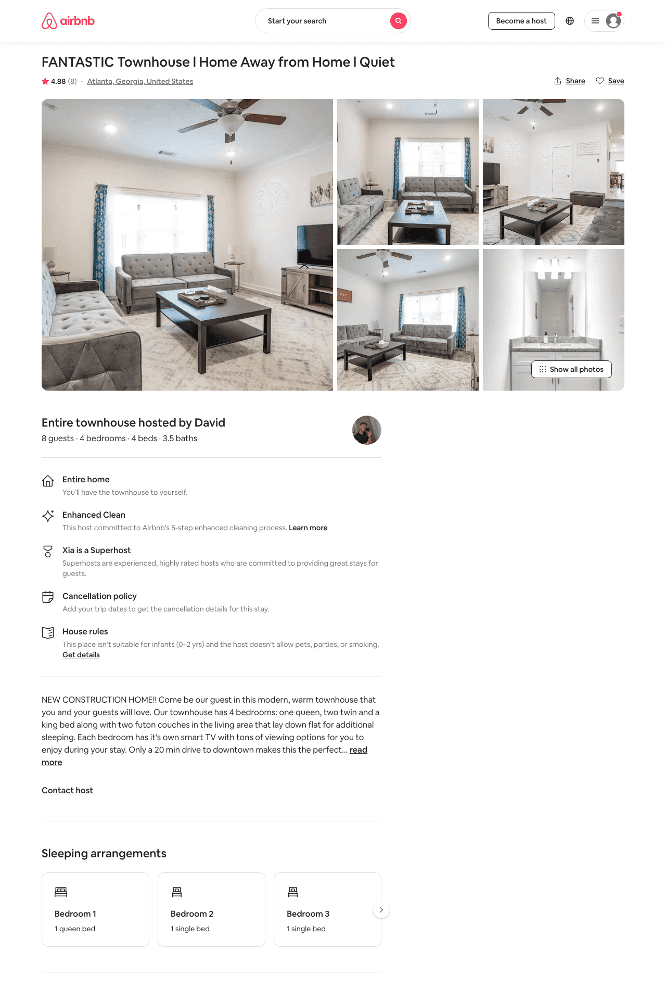 airbnb
Start your search
Become a host
FANTASTIC Townhouse l Home Away from Home l Quiet
4.88 (8) · Atlanta, Georgia, United States
Share
Save
Show all photos
Entire townhouse hosted by David
8 guests · 4 bedrooms · 4 beds · 3.5 baths
Entire home
You’ll have the townhouse to yourself.
Enhanced Clean
This host committed to Airbnb's 5-step enhanced cleaning process. Learn more
Xia is a Superhost
Superhosts are experienced, highly rated hosts who are committed to providing great stays for
guests.
Cancellation policy
Add your trip dates to get the cancellation details for this stay.
House rules
This place isn’t suitable for infants (0–2 yrs) and the host doesn’t allow pets, parties, or smoking.
Get details
NEW CONSTRUCTION HOME!! Come be our guest in this modern, warm townhouse that
you and your guests will love. Our townhouse has 4 bedrooms: one queen, two twin and a
king bed along with two futon couches in the living area that lay down flat for additional
sleeping. Each bedroom has it's own smart TV with tons of viewing options for you to
enjoy during your stay. Only a 20 min drive to downtown makes this the perfect... read
more
Contact host
Sleeping arrangements
Bedroom 1
1 queen bed
Bedroom 2
1 single bed
Bedroom 3
1 single bed